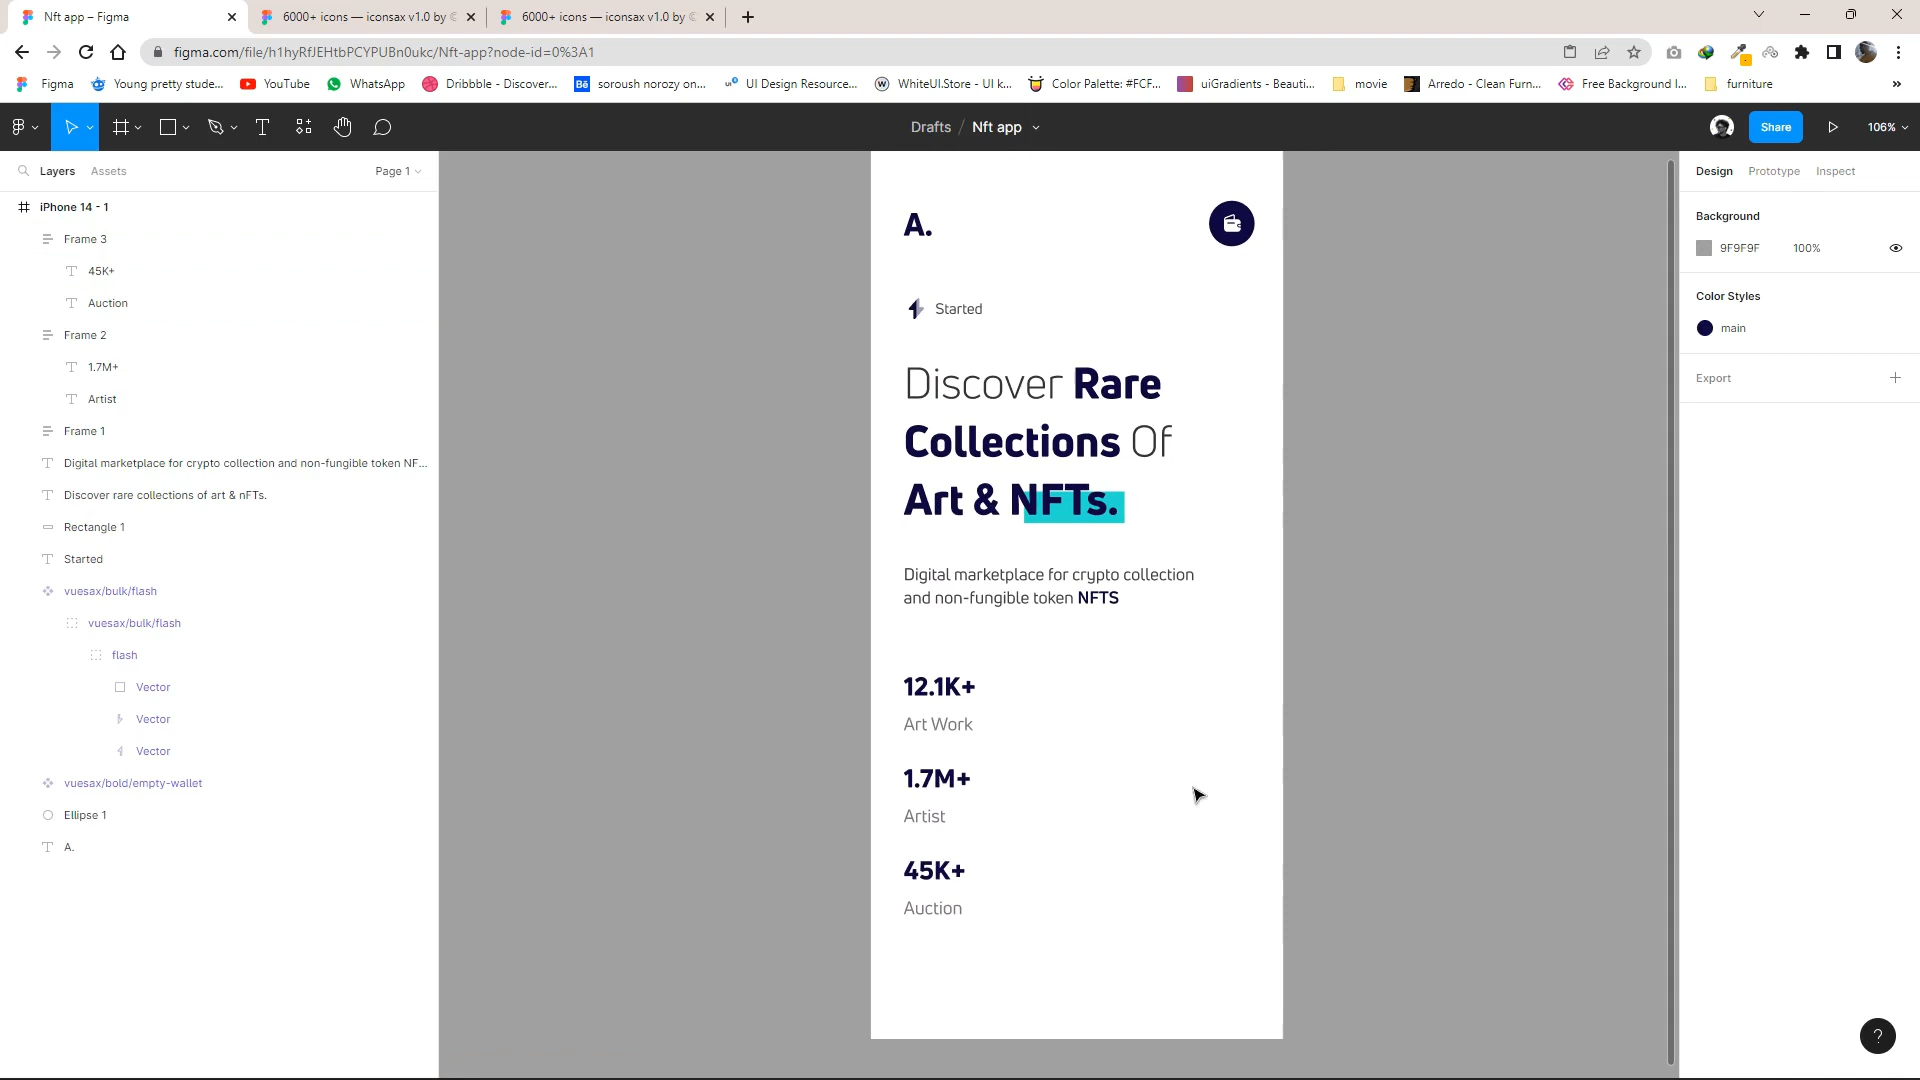 Nft app – Figma
6000+ icons — iconsax v1.0 by
6000+ icons — iconsax v1.0 by
figma.com/file/h1hyRfJEHtbPCYPUBn0ukc/Nft-app?node-id=0%3A1
Figma
Young pretty stude...
YouTube
WhatsApp
Dribbble - Discover...
soroush norozy on...
UI Design Resource...
WhiteUI.Store - UI k...
Color Palette: #FCF...
uiGradients - Beauti...
movie
Arredo - Clean Furn...
Free Background I...
furniture
»
Drafts / Nft app
Share
106%
Layers
Assets
Page 1
Design
Prototype
Inspect
iPhone 14 - 1
Frame 3
45K+
Auction
Frame 2
1.7M+
Artist
Frame 1
Digital marketplace for crypto collection and non-fungible token NF...
Discover rare collections of art & nFTs.
Rectangle 1
Started
vuesax/bulk/flash
vuesax/bulk/flash
flash
Vector
Vector
Vector
vuesax/bold/empty-wallet
Ellipse 1
A.
A.
Started
Discover Rare
Collections Of
Art & NFTs.
Digital marketplace for crypto collection
and non-fungible token NFTS
12.1K+
Art Work
1.7M+
Artist
45K+
Auction
Background
9F9F9F 100%
Color Styles
main
Export
?